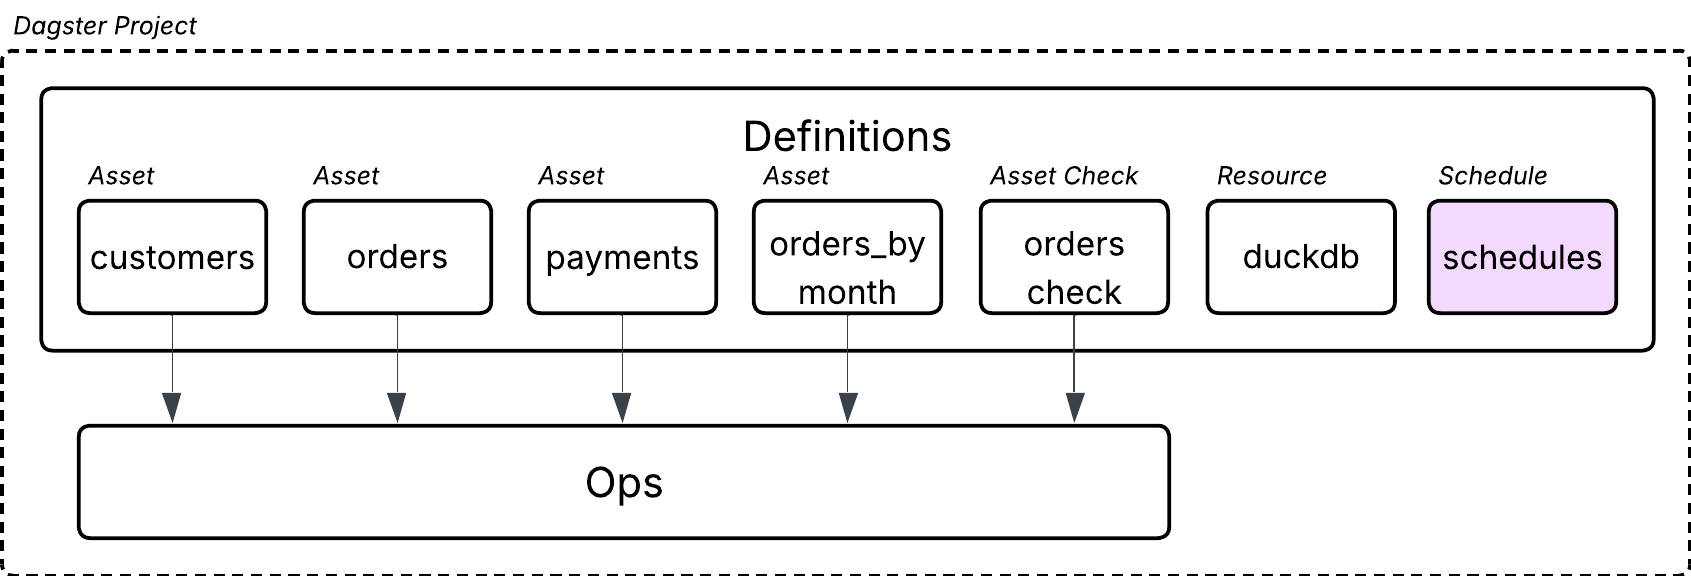 Dagster Project
Definitions
Asset
Asset
Asset
Asset
Asset Check
Resource
Schedule
customers
orders
payments
orders_by
month
orders
check
duckdb
schedules
Ops